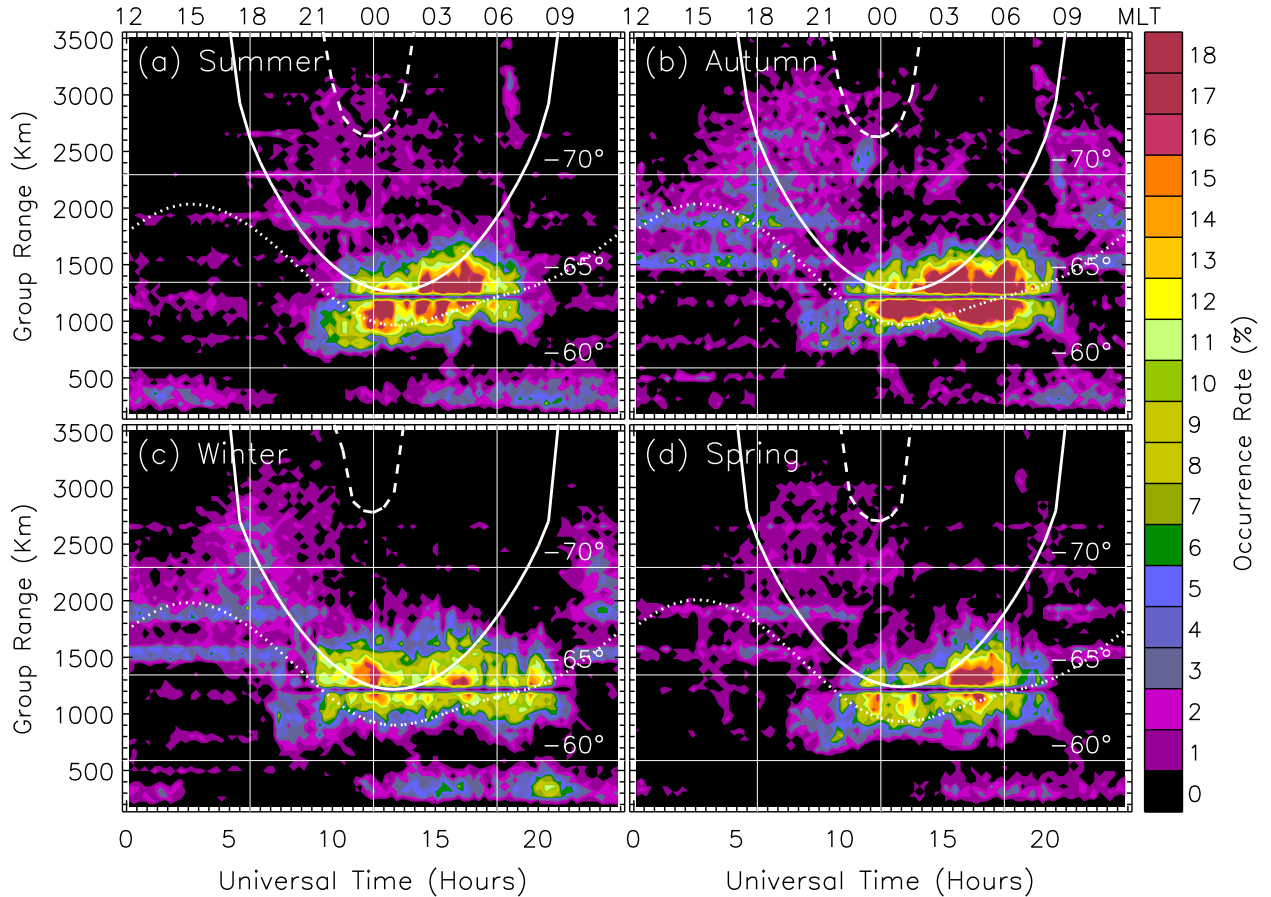 12 15 18 21 00 03 06 09 12 15 18 21 00 03 06 09 MLT
3500 (a) Summer (b) Autumn 18
3000 17
16
2500 −70° −70° 15
2000 14
13
1500 −65° −65° 12
1000 11
−60° −60° 10
500 9
3500 (c) Winter (d) Spring 8
3000 7
6
2500 −70° −70° 5
2000 4
3
1500 −65° −65° 2
1000 1
−60° −60° 0
500
Group Range (Km)
Group Range (Km)
Occurrence Rate (%)
0 5 10 15 20 0 5 10 15 20
Universal Time (Hours) Universal Time (Hours)